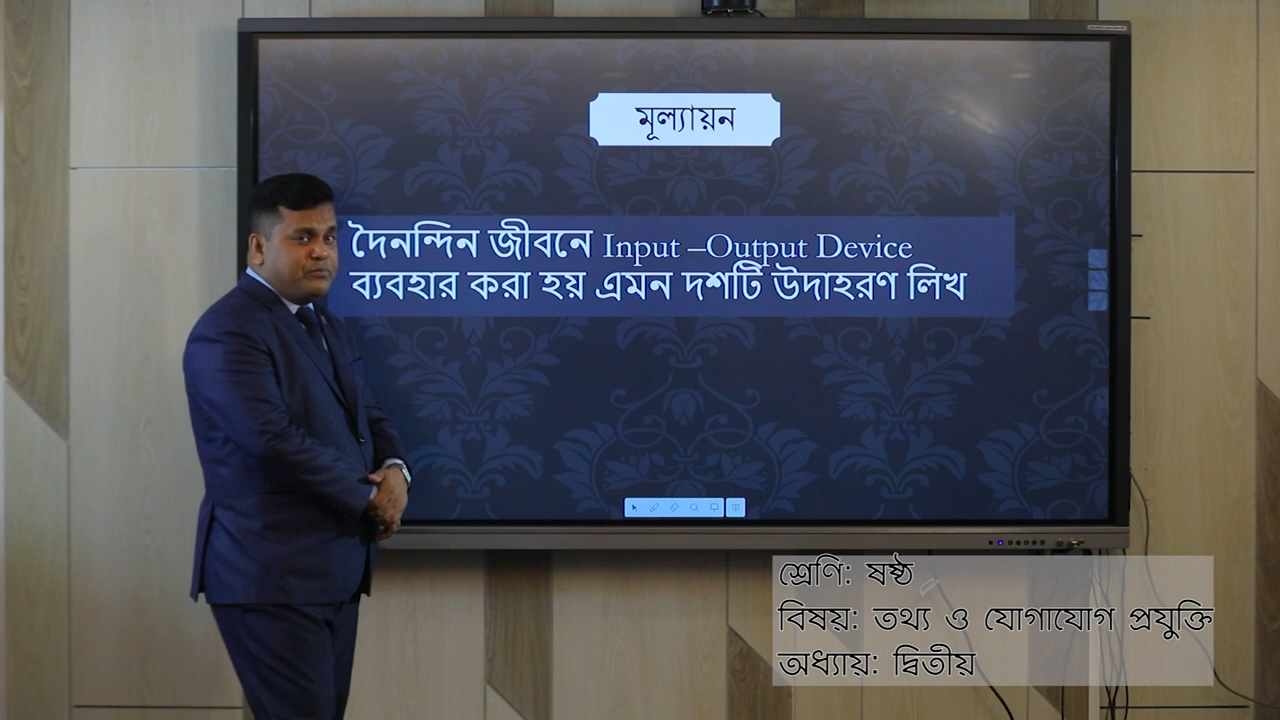 মূল্যায়ন
দৈনন্দিন জীবনে Input –Output Device
ব্যবহার করা হয় এমন দশটি উদাহরণ লিখ
শ্রেণি: ষষ্ঠ
বিষয়: তথ্য ও যোগাযোগ প্রযুক্তি
অধ্যায়: দ্বিতীয়